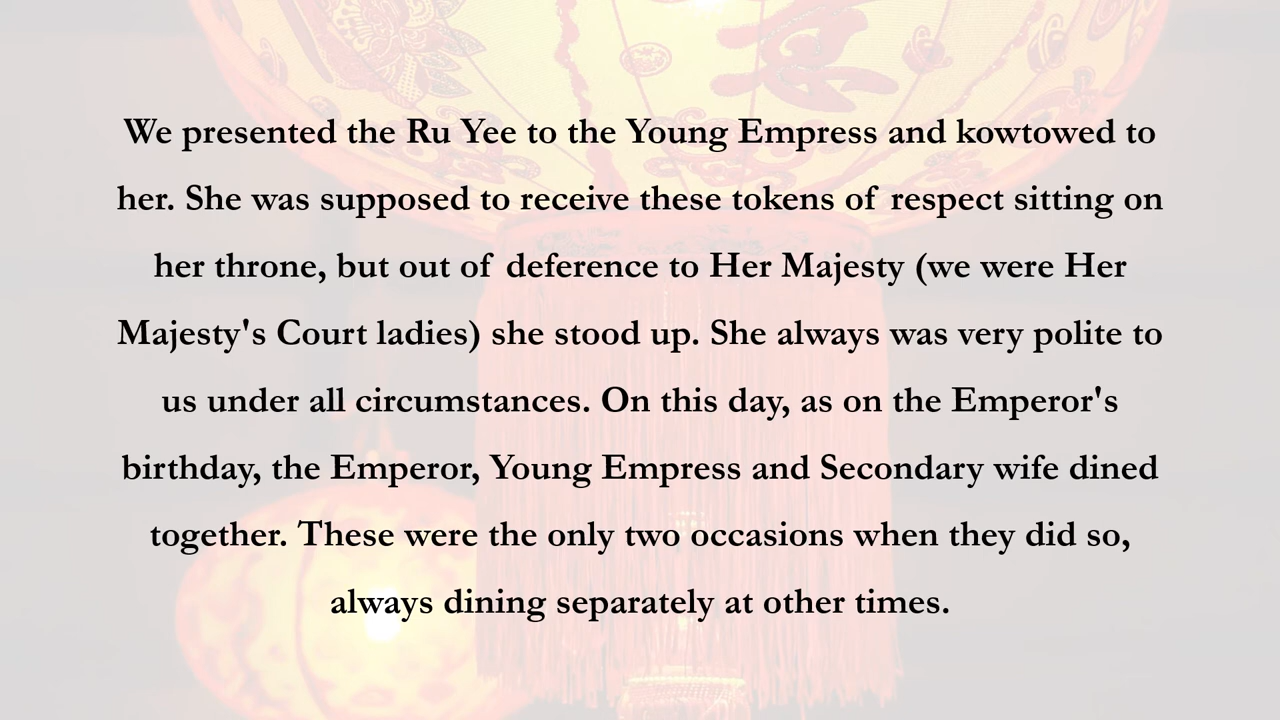 We presented the Ru Yee to the Young Empress and kowtowed to
her. She was supposed to receive these tokens of respect sitting on
her throne, but out of deference to Her Majesty (we were Her
Majesty's Court ladies) she stood up. She always was very polite to
us under all circumstances. On this day, as on the Emperor's
birthday, the Emperor, Young Empress and Secondary wife dined
together. These were the only two occasions when they did so,
always dining separately at other times.